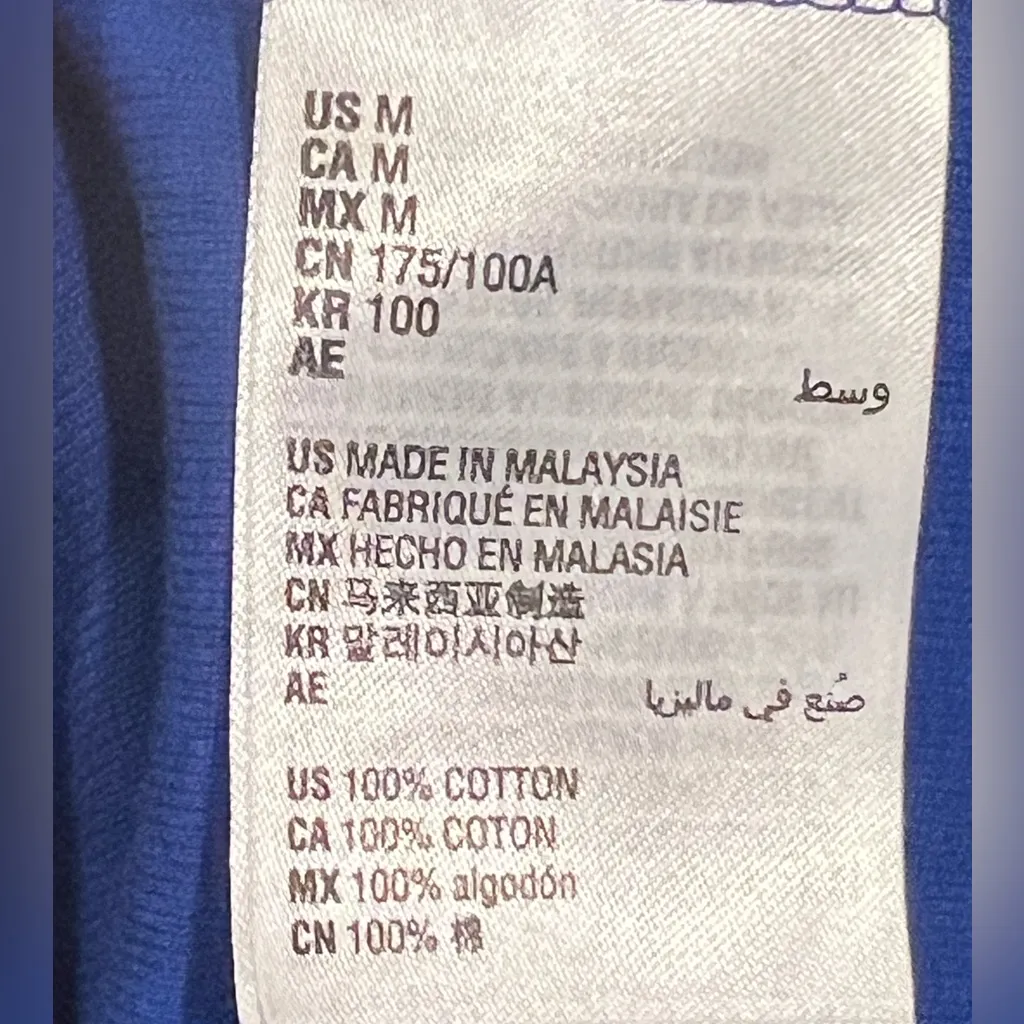 US M
CA M
MX M
CN 175/100A
KR 100
AE وسط
US MADE IN MALAYSIA
CA FABRIQUÉ EN MALAISIE
MX HECHO EN MALASIA
CN 马来西亚制造
KR 말레이시아산
AE صُنع في ماليزيا
US 100% COTTON
CA 100% COTON
MX 100% algodón
CN 100% 棉